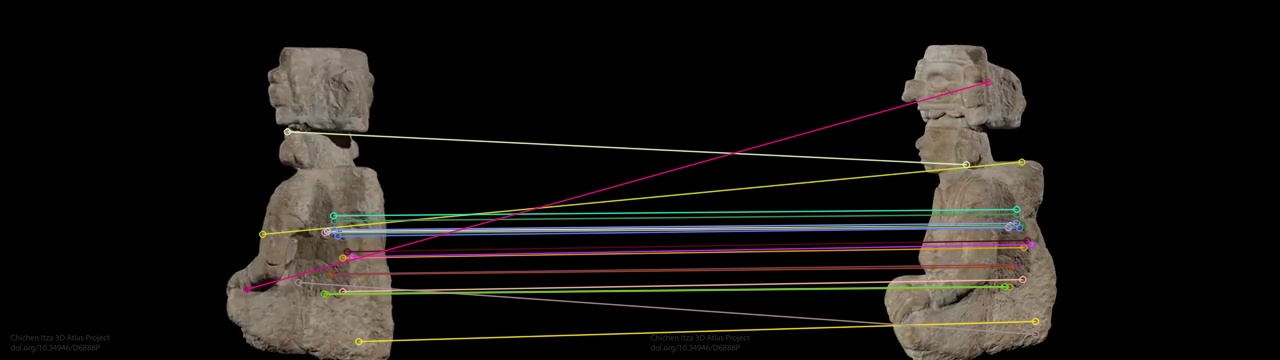 Chichen Itza 3D Atlas Project
doi.org/10.34946/D6B88P
Chichen Itza 3D Atlas Project
doi.org/10.34946/D6B88P